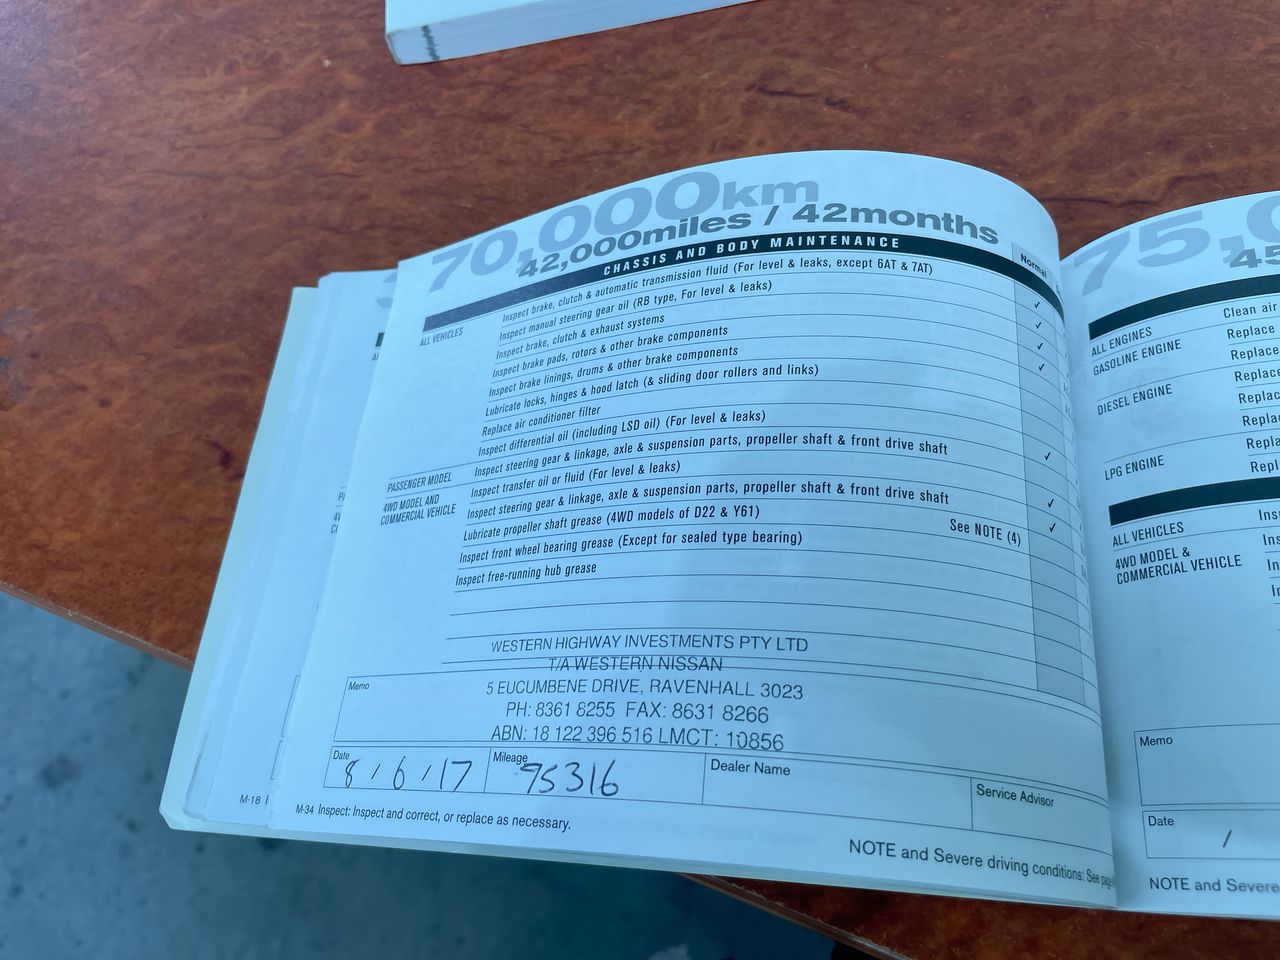 70,000km
42,000miles / 42months
CHASSIS AND BODY MAINTENANCE
Normal
ALL VEHICLES
Inspect brake, clutch & automatic transmission fluid (For level & leaks, except 6AT & 7AT) ✓
Inspect manual steering gear oil (RB type, For level & leaks) ✓
Inspect brake, clutch & exhaust systems ✓
Inspect brake pads, rotors & other brake components ✓
Inspect brake linings, drums & other brake components
Lubricate locks, hinges & hood latch (& sliding door rollers and links)
Replace air conditioner filter
Inspect differential oil (including LSD oil) (For level & leaks) ✓
PASSENGER MODEL
Inspect steering gear & linkage, axle & suspension parts, propeller shaft & front drive shaft
4WD MODEL AND
COMMERCIAL VEHICLE
Inspect transfer oil or fluid (For level & leaks) ✓
Inspect steering gear & linkage, axle & suspension parts, propeller shaft & front drive shaft ✓
Lubricate propeller shaft grease (4WD models of D22 & Y61) See NOTE (4)
Inspect front wheel bearing grease (Except for sealed type bearing)
Inspect free-running hub grease
WESTERN HIGHWAY INVESTMENTS PTY LTD
T/A WESTERN NISSAN
5 EUCUMBENE DRIVE, RAVENHALL 3023
PH: 8361 8255 FAX: 8631 8266
ABN: 18 122 396 516 LMCT: 10856
Memo
Date
8 / 6 / 17
Mileage
95316
Dealer Name
Service Advisor
M-34 Inspect: Inspect and correct, or replace as necessary.
NOTE and Severe driving conditions: See
M-18
75,
45
ALL ENGINES
Clean air
GASOLINE ENGINE
Replace
Replace
DIESEL ENGINE
Replace
Replace
LPG ENGINE
ALL VEHICLES
4WD MODEL &
COMMERCIAL VEHICLE
Memo
Date
/
NOTE and Severe